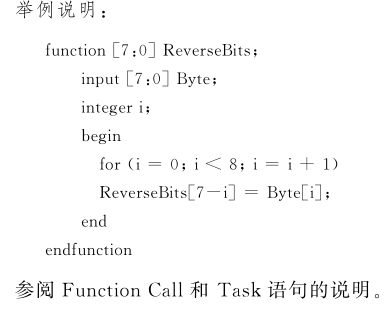 举例说明：
function [7:0] ReverseBits;
input [7:0] Byte;
integer i;
begin
for (i = 0; i < 8; i = i + 1)
ReverseBits[7-i] = Byte[i];
end
endfunction
参阅 Function Call 和 Task 语句的说明。